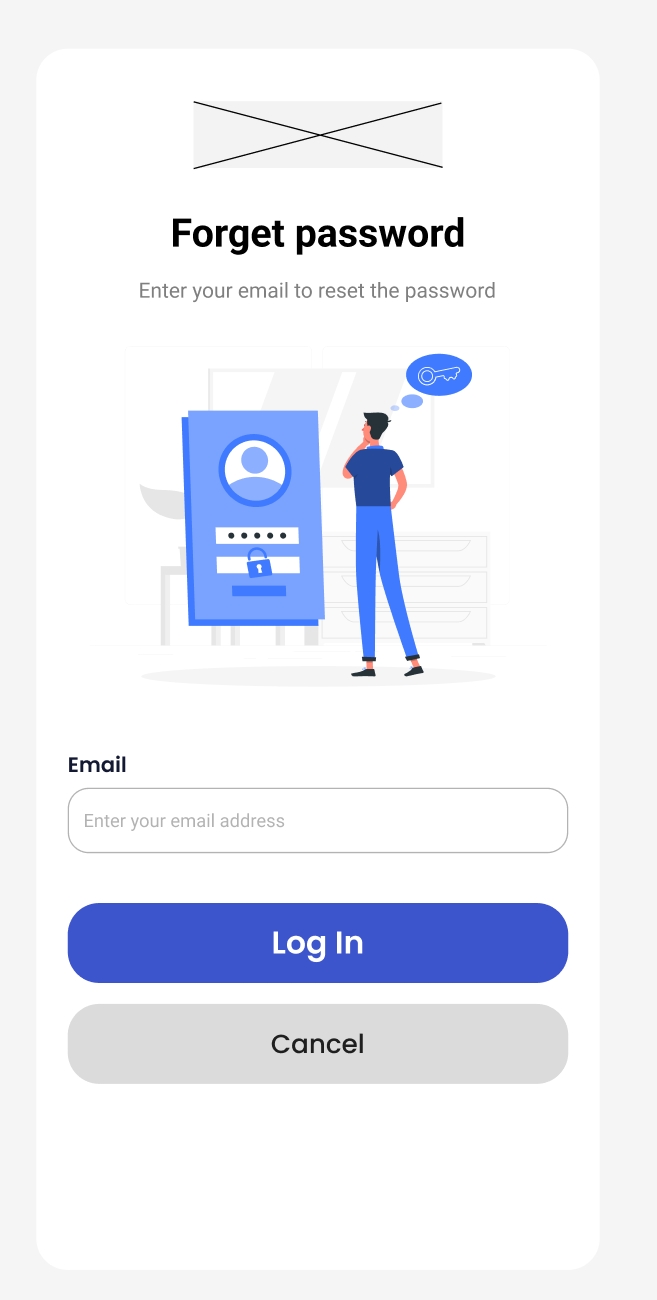 Forget password
Enter your email to reset the password
Email
Enter your email address
Log In
Cancel